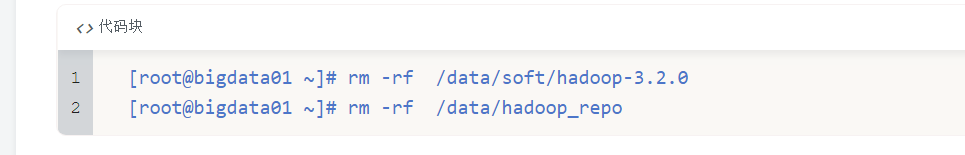 <> 代码块
1 [root@bigdata01 ~]# rm -rf  /data/soft/hadoop-3.2.0
2 [root@bigdata01 ~]# rm -rf  /data/hadoop_repo